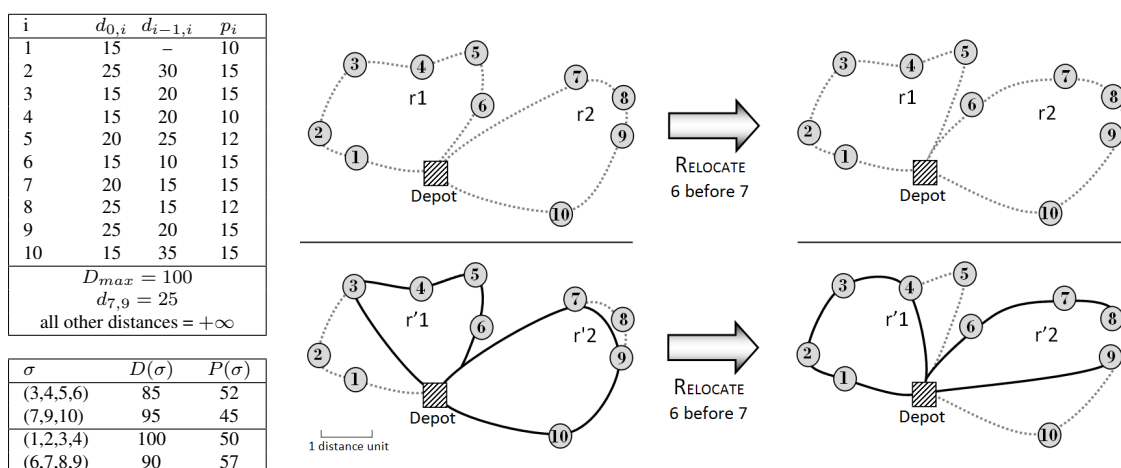 i d0,i di−1,i pi
1 15 – 10
2 25 30 15
3 15 20 15
4 15 20 10
5 20 25 12
6 15 10 15
7 20 15 15
8 25 15 12
9 25 20 15
10 15 35 15
Dmax = 100
d7,9 = 25
all other distances = +∞
σ D(σ) P(σ)
(3,4,5,6) 85 52
(7,9,10) 95 45
(1,2,3,4) 100 50
(6,7,8,9) 90 57
1 2 3 4 5 6 7 8 9 10
r1
r2
Depot
RELOCATE
6 before 7
1 2 3 4 5 6 7 8 9 10
r1
r2
Depot
1 2 3 4 5 6 7 8 9 10
r'1
r'2
Depot
1 distance unit
RELOCATE
6 before 7
1 2 3 4 5 6 7 8 9 10
r'1
r'2
Depot